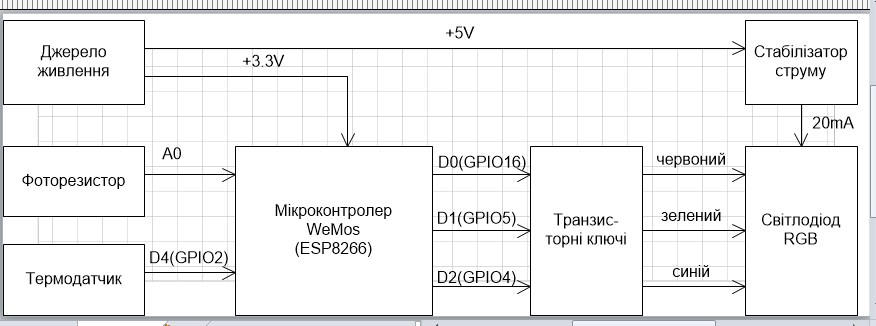 Джерело
живлення
+5V
+3.3V
Стабілізатор
струму
20mA
Фоторезистор
A0
Термодатчик
D4(GPIO2)
Мікроконтролер
WeMos
(ESP8266)
D0(GPIO16)
D1(GPIO5)
D2(GPIO4)
Транзис-
торні ключі
червоний
зелений
синій
Світлодіод
RGB